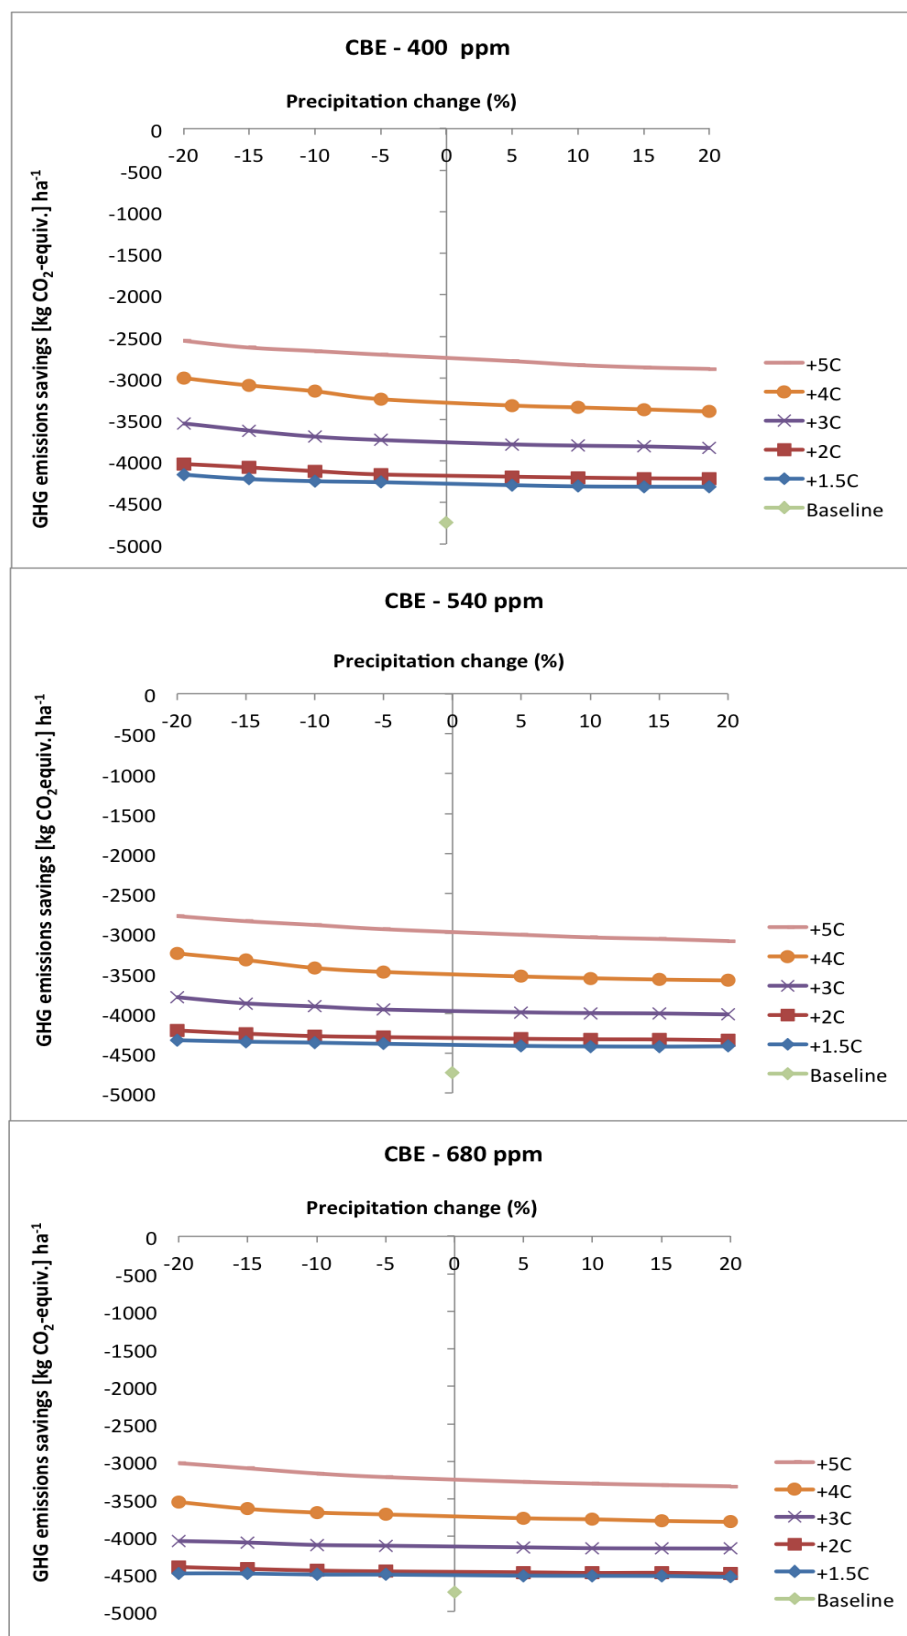 CBE - 400 ppm
Precipitation change (%)
GHG emissions savings [kg CO2-equiv.] ha-1
0
-20 -15 -10 -5 0 5 10 15 20
-500
-1000
-1500
-2000
-2500
-3000
-3500
-4000
-4500
-5000
+5C
+4C
+3C
+2C
+1.5C
Baseline
CBE - 540 ppm
Precipitation change (%)
GHG emissions savings [kg CO2equiv.] ha-1
0
-20 -15 -10 -5 0 5 10 15 20
-500
-1000
-1500
-2000
-2500
-3000
-3500
-4000
-4500
-5000
+5C
+4C
+3C
+2C
+1.5C
Baseline
CBE - 680 ppm
Precipitation change (%)
GHG emissions savings [kg CO2-equiv.] ha-1
0
-20 -15 -10 -5 0 5 10 15 20
-500
-1000
-1500
-2000
-2500
-3000
-3500
-4000
-4500
-5000
+5C
+4C
+3C
+2C
+1.5C
Baseline